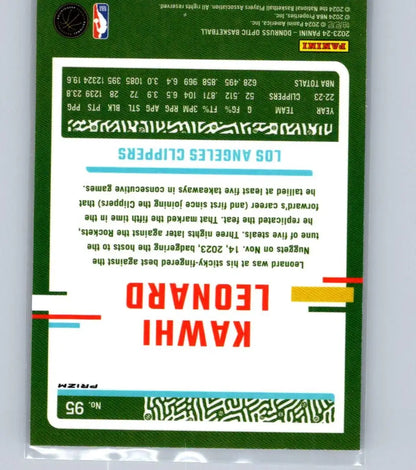 No. 95
PRIZM
KAWHI
LEONARD
Leonard was at his sticky-fingering best against the
Nuggets on Nov. 14, 2023, badgering the hosts to the
tune of five steals. Three nights later against the Rockets,
he replicated the feat. That marked the fifth time in the
forward's career (and first since joining the Clippers) that
he tallied at least five takeaways in consecutive games.
LOS ANGELES CLIPPERS
YEAR TEAM G FG% FT% 3PM RPG APG STL BLK PTS PPG
22-23 CLIPPERS 52 .512 .871 104 6.5 3.9 72 28 1239 23.8
NBA TOTALS 628 .495 .858 969 6.4 3.0 1085 395 12324 19.6
2023-24 PANINI - DONRUSS OPTIC BASKETBALL
© 2024 Panini America, Inc.
© 2024 NBA Properties, Inc.
© 2024 National Basketball Players Association. All rights reserved.
PANINI
NBA